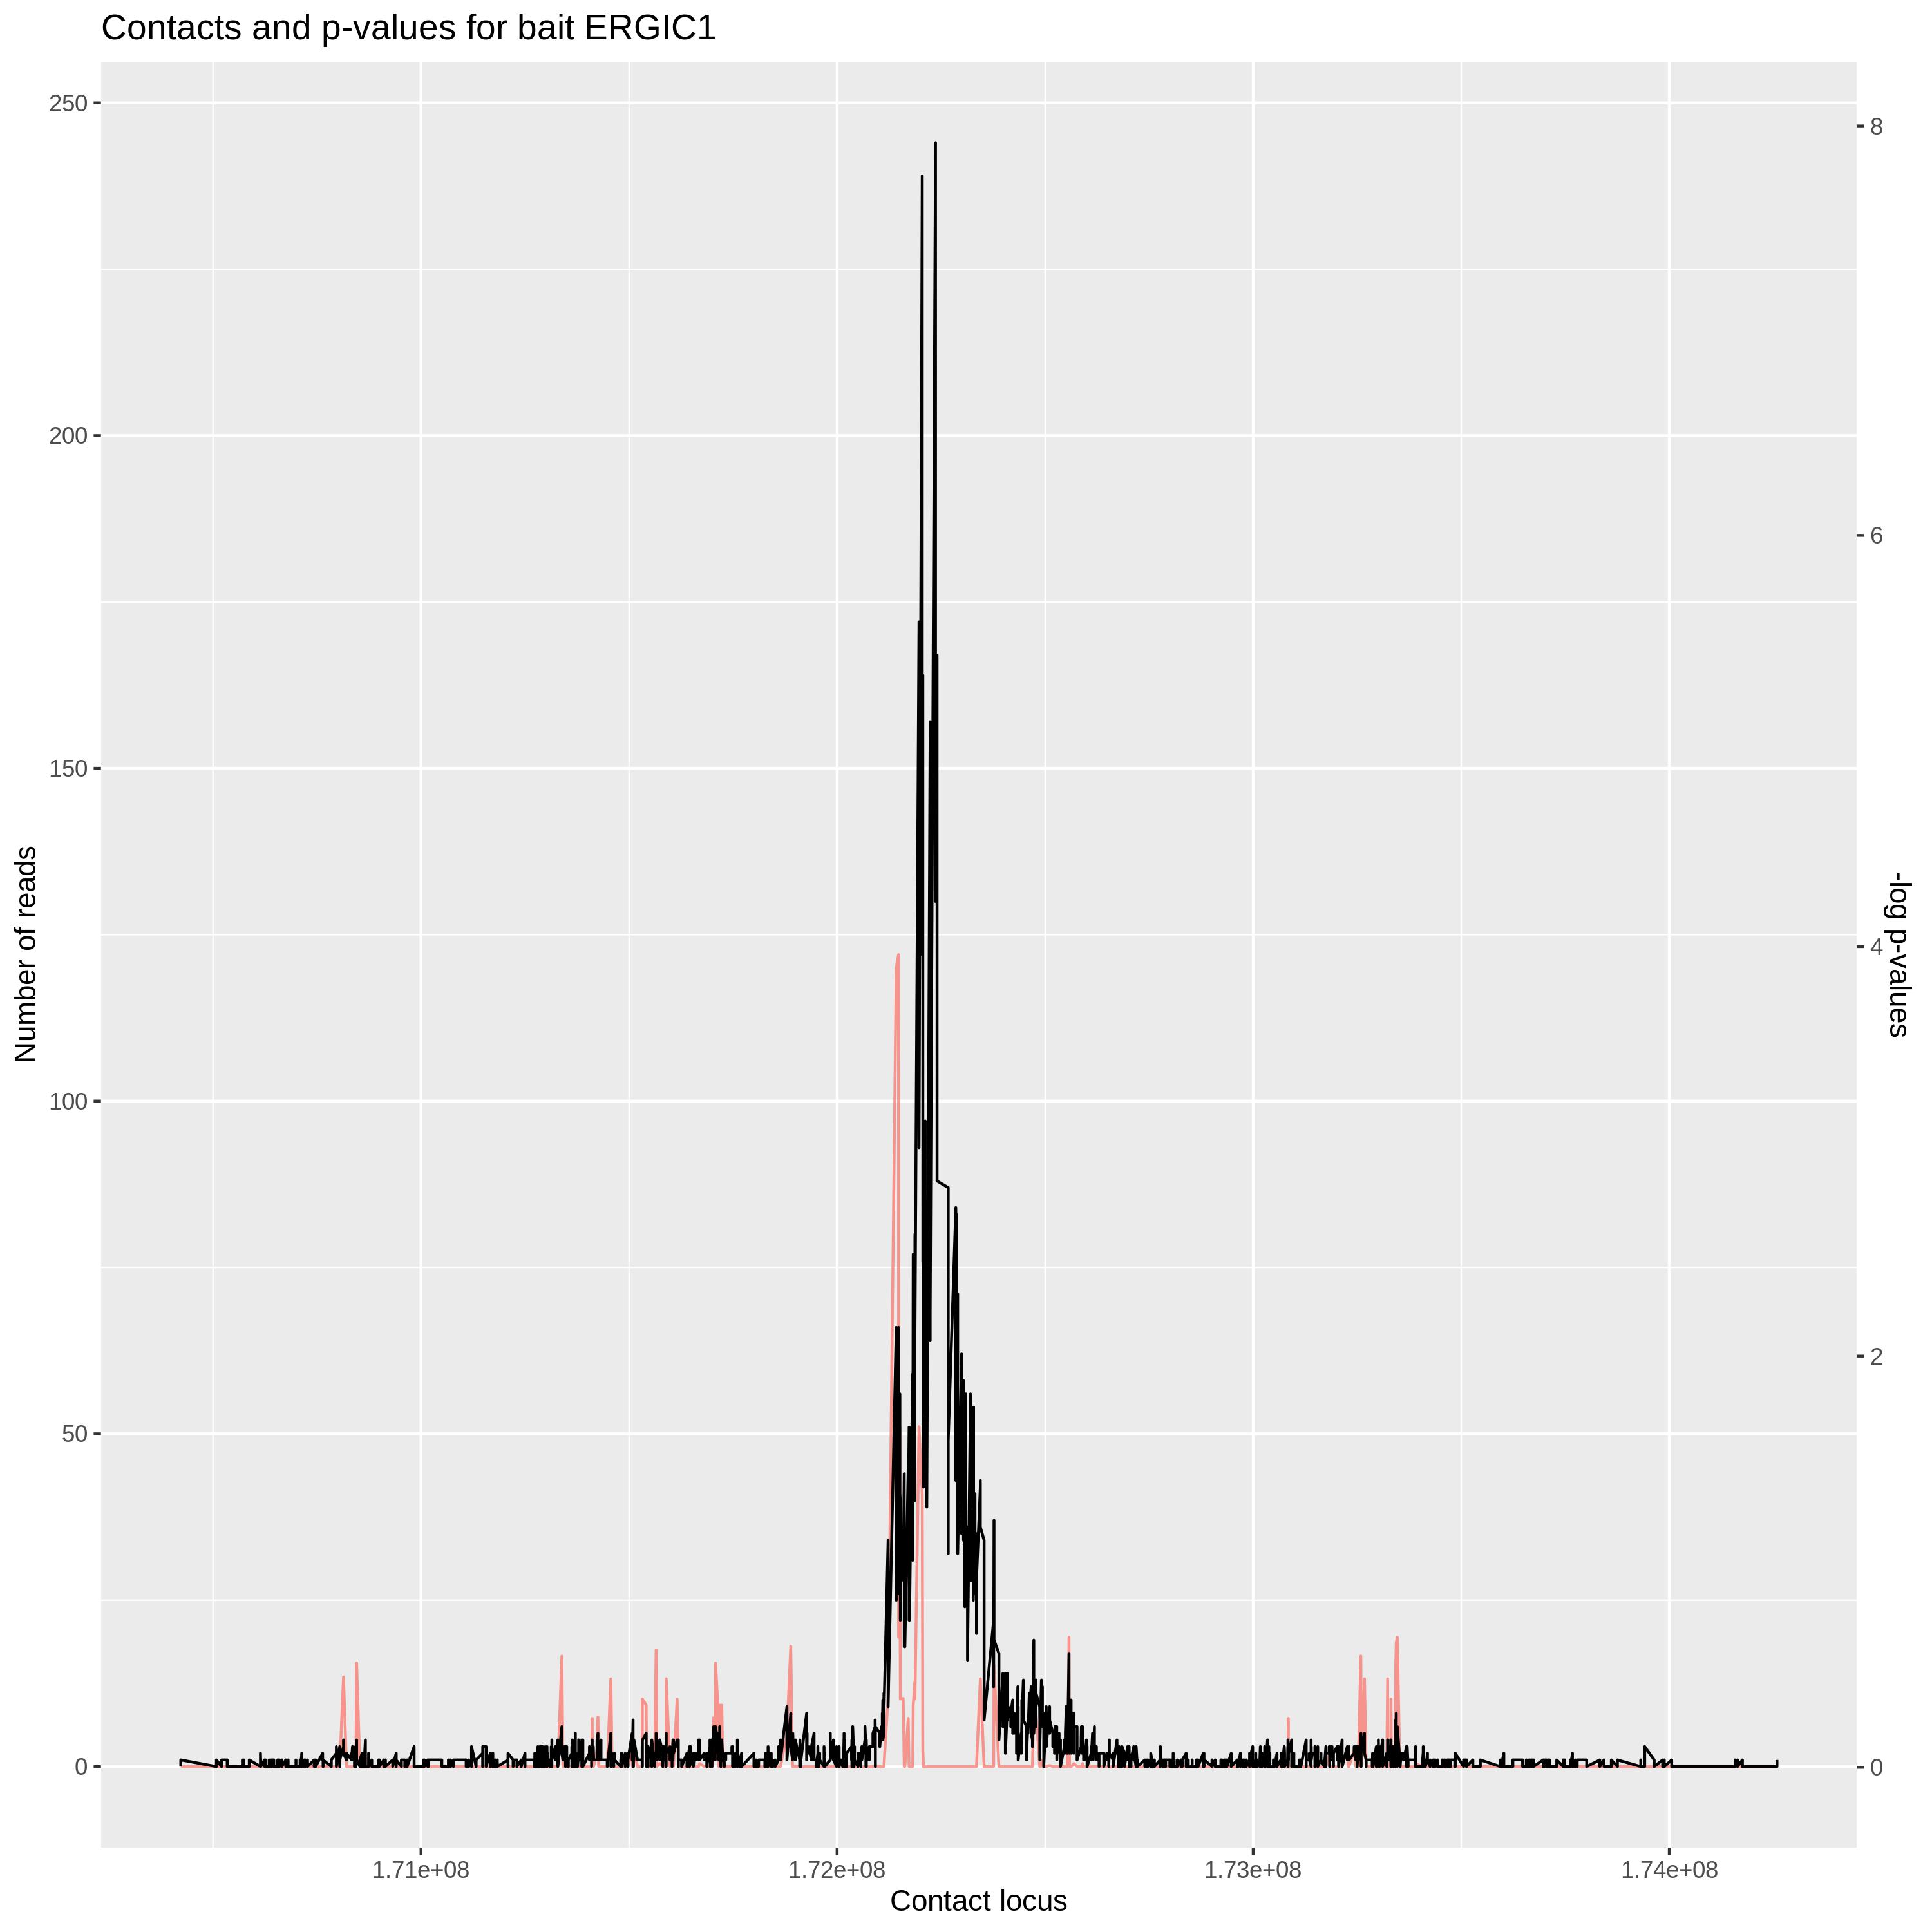 Contacts and p-values for bait ERGIC1
250
200
150
100
50
0
Number of reads
8
6
4
2
0
-log p-values
1.71e+08
1.72e+08
1.73e+08
1.74e+08
Contact locus